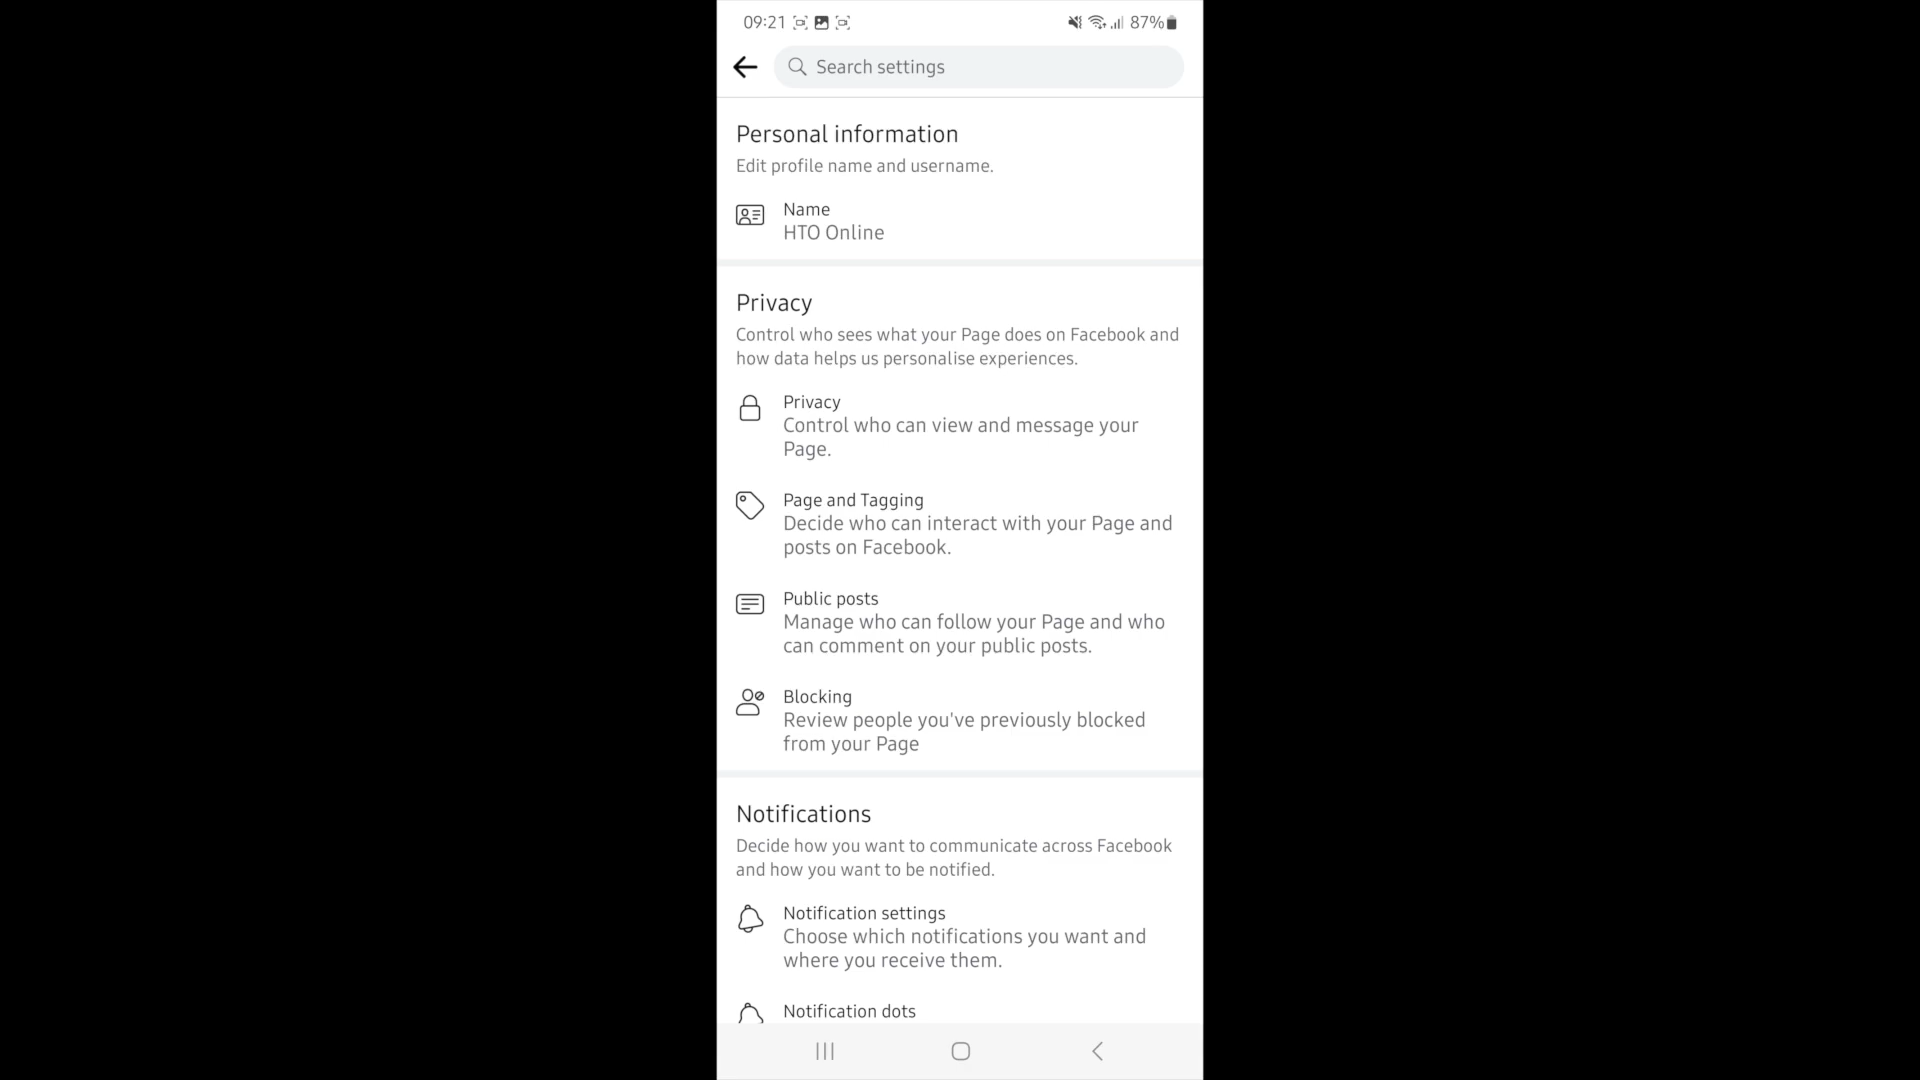 09:21
87%
Search settings
Personal information
Edit profile name and username.
Name
HTO Online
Privacy
Control who sees what your Page does on Facebook and
how data helps us personalise experiences.
Privacy
Control who can view and message your
Page.
Page and Tagging
Decide who can interact with your Page and
posts on Facebook.
Public posts
Manage who can follow your Page and who
can comment on your public posts.
Blocking
Review people you've previously blocked
from your Page
Notifications
Decide how you want to communicate across Facebook
and how you want to be notified.
Notification settings
Choose which notifications you want and
where you receive them.
Notification dots